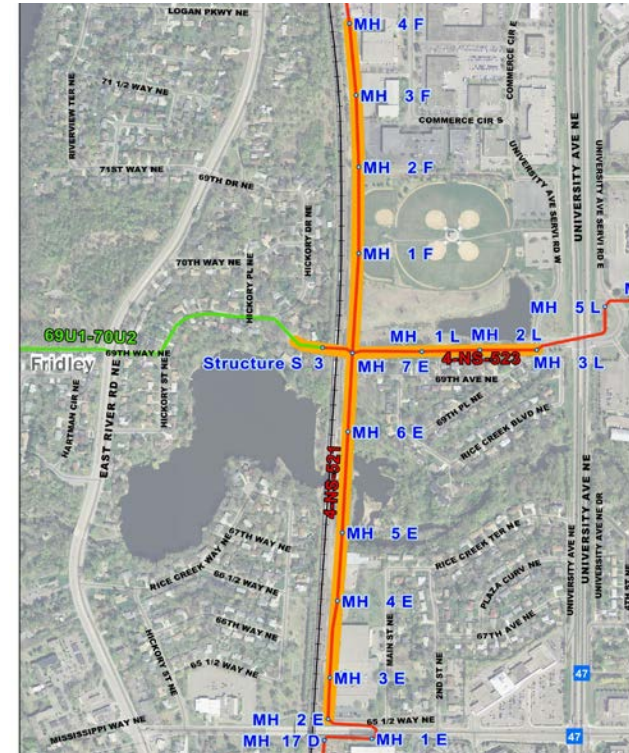 LOGAN PKWY NE
MH 4 F
COMMERCE CIR E
71 1/2 WAY NE
MH 3 F
RIVERVIEW TER NE
COMMERCE CIR S
UNIVERSITY AVE NE
71ST WAY NE
69TH DR NE
MH 2 F
UNIVERSITY AVE SERV RD W
UNIVERSITY AVE SERV RD E
HICKORY DR NE
70TH WAY NE
HICKORY PL NE
MH 1 F
MH 5 L
M
69U1-70U2
MH 1 L
MH 2 L
Fridley
69TH WAY NE
Structure S 3
MH 7 E
4-NS-523
MH 3 L
HICKORY ST NE
69TH AVE NE
HARTMAN CIR NE
EAST RIVER RD NE
69TH PL NE
RICE CREEK BLVD NE
MH 6 E
4-NS-521
UNIVERSITY AVE NE
67TH WAY NE
MH 5 E
RICE CREEK WAY NE
RICE CREEK TER NE
UNIVERSITY AVE NE
UNIVERSITY AVE NE DR
66 1/2 WAY NE
PLAZA CURV NE
4TH ST NE
MH 4 E
66TH WAY NE
MAIN ST NE
67TH AVE NE
HICKORY ST NE
65 1/2 WAY NE
2ND ST NE
MH 3 E
47
MISSISSIPPI WAY NE
MH 2 E
65 1/2 WAY NE
MH 17 D
MH 1 E
47